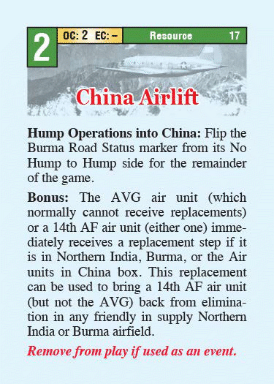 2 OC: 2 EC: – Resource 17
China Airlift
Hump Operations into China: Flip the
Burma Road Status marker from its No
Hump to Hump side for the remainder
of the game.
Bonus: The AVG air unit (which
normally cannot receive replacements)
or a 14th AF air unit (either one) imme-
diately receives a replacement step if it
is in Northern India, Burma, or the Air
units in China box. This replacement
can be used to bring a 14th AF air unit
(but not the AVG) back from elimina-
tion in any friendly in supply Northern
India or Burma airfield.
Remove from play if used as an event.